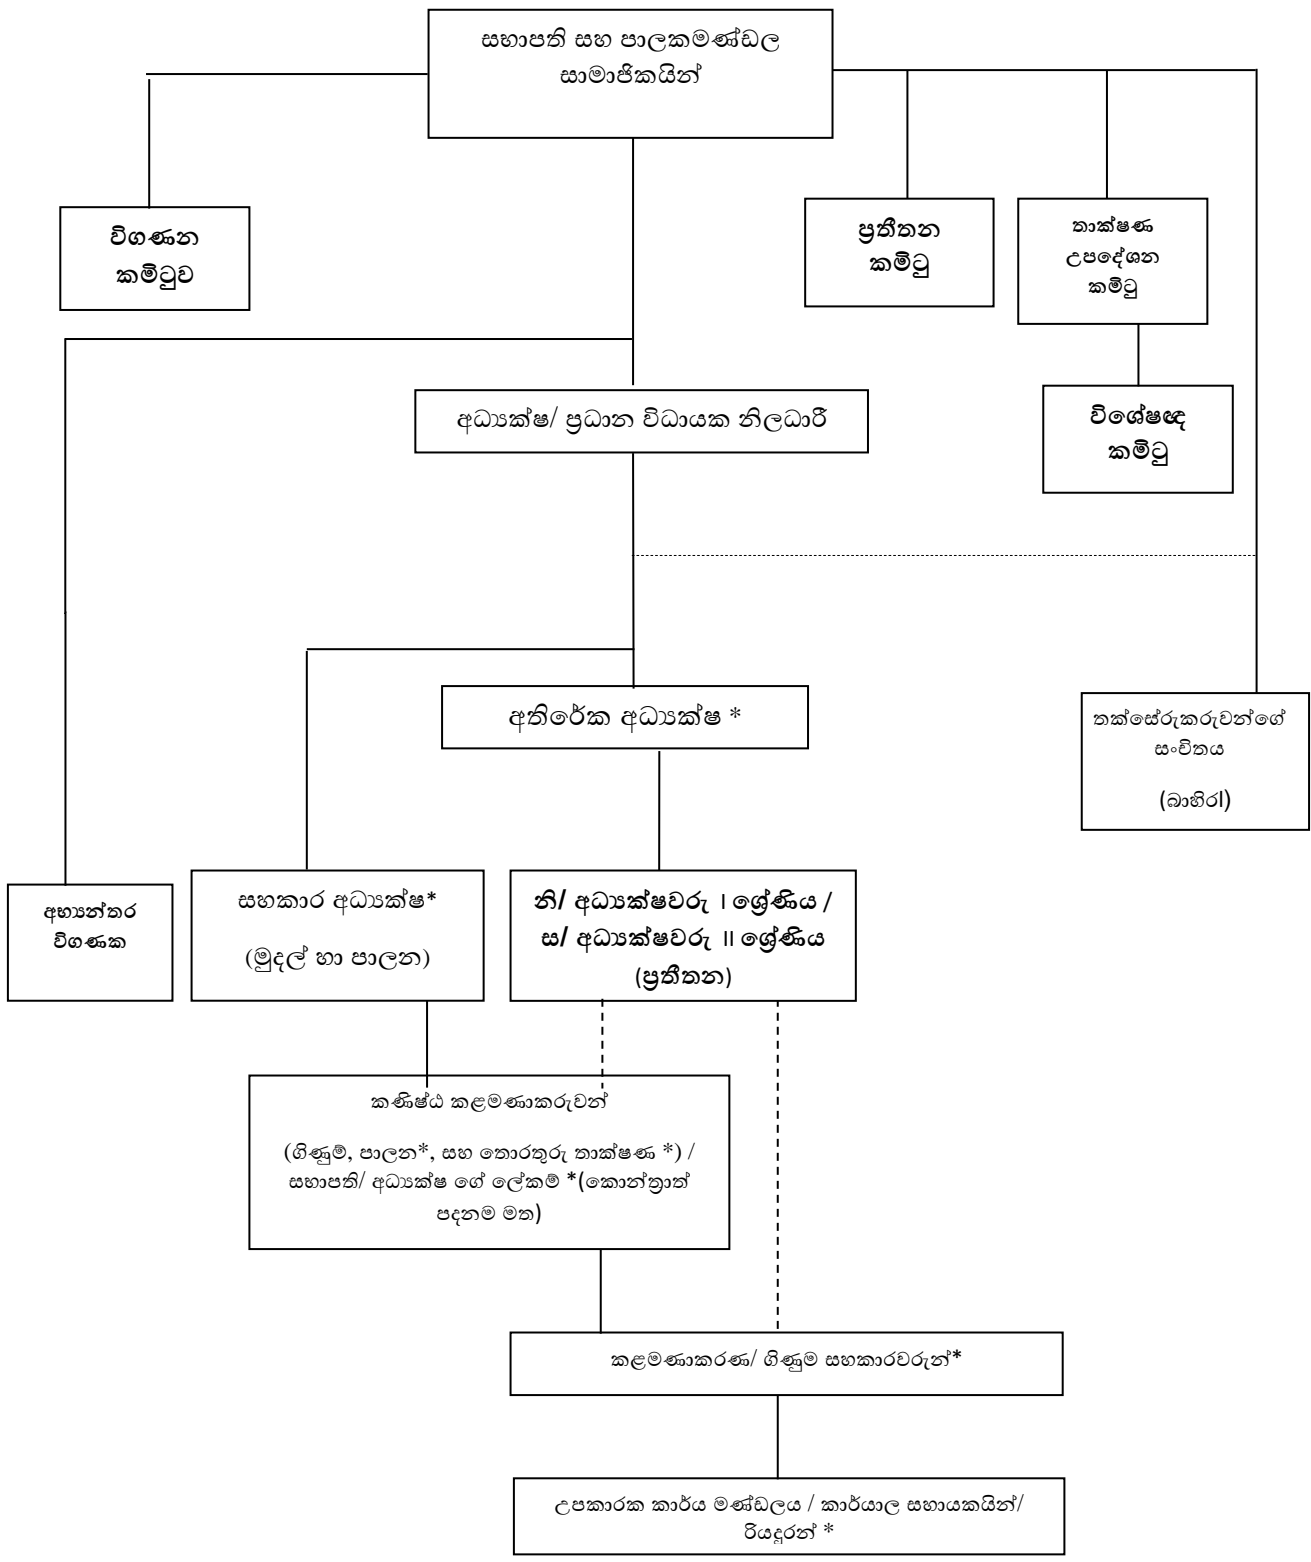 සභාපති සහ පාලකමණ්ඩල
සාමාජිකයින්
විගණන
කමිටුව
ප්‍රතීතන
කමිටු
තාක්ෂණ
උපදේශන
කමිටු
අධ්‍යක්ෂ/ ප්‍රධාන විධායක නිලධාරී
විශේෂඥ
කමිටු
අතිරේක අධ්‍යක්ෂ *
තක්සේරුකරුවන්ගේ
සංචිතය
(බාහිර)
අභ්‍යන්තර
විගණක
සහකාර අධ්‍යක්ෂ*
(මුදල් හා පාලන)
නි/ අධ්‍යක්ෂවරු I ශ්‍රේණිය /
ස/ අධ්‍යක්ෂවරු II ශ්‍රේණිය
(ප්‍රතීතන)
කණිෂ්ඨ කළමණාකරුවන්
(ගිණුම්, පාලන*, සහ තොරතුරු තාක්ෂණ *) /
සභාපති/ අධ්‍යක්ෂ ගේ ලේකම් *(කොන්ත්‍රාත්
පදනම මත)
කළමණාකරණ/ ගිණුම සහකාරවරුන්*
උපකාරක කාර්ය මණ්ඩලය / කාර්යාල සහායකයින්/
රියදුරන් *